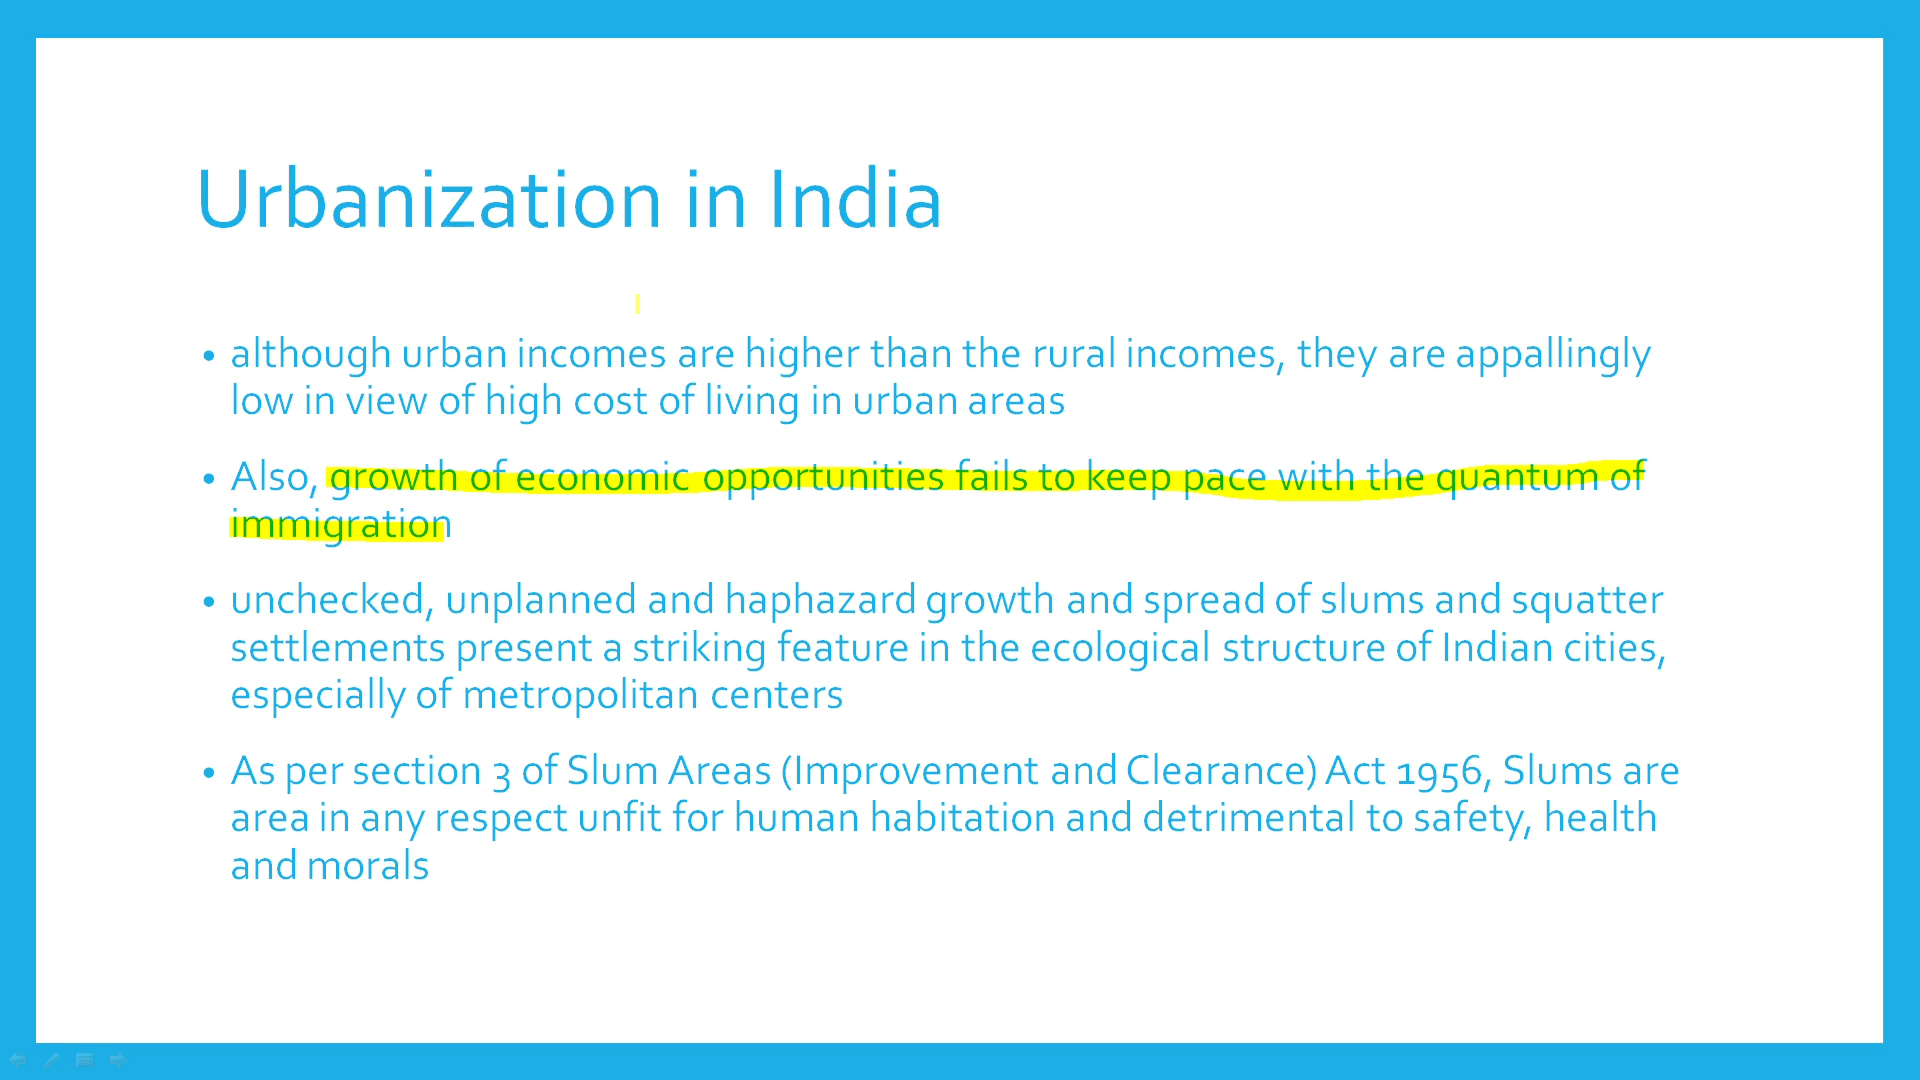 Urbanization in India
• although urban incomes are higher than the rural incomes, they are appallingly
low in view of high cost of living in urban areas
• Also, growth of economic opportunities fails to keep pace with the quantum of
immigration
• unchecked, unplanned and haphazard growth and spread of slums and squatter
settlements present a striking feature in the ecological structure of Indian cities,
especially of metropolitan centers
• As per section 3 of Slum Areas (Improvement and Clearance) Act 1956, Slums are
area in any respect unfit for human habitation and detrimental to safety, health
and morals